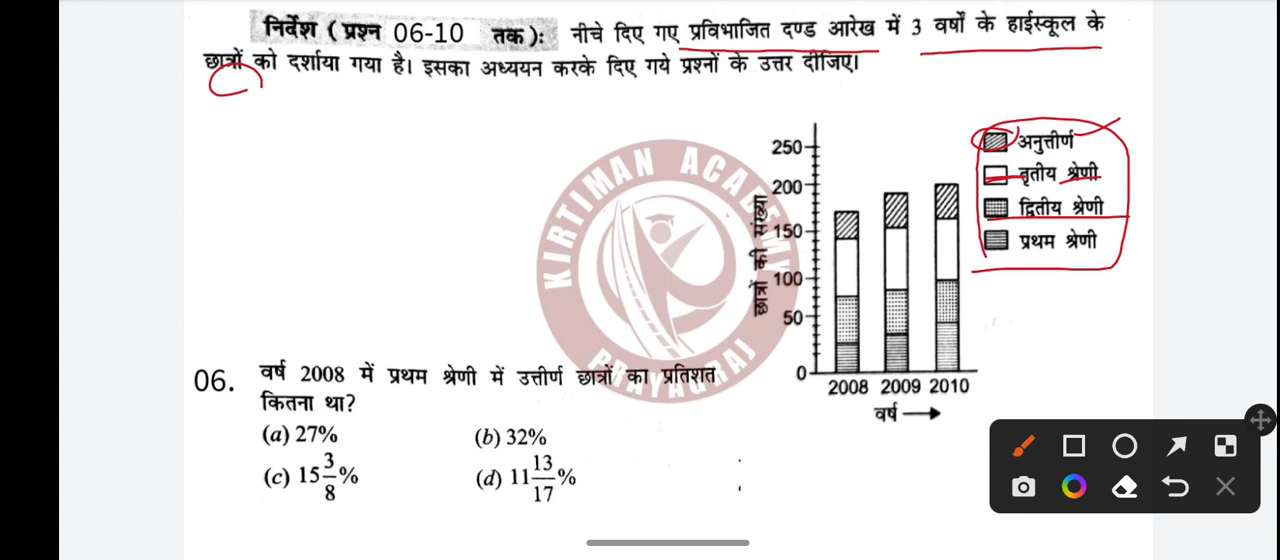 निर्देश ( प्रश्न 06-10 तक ): नीचे दिए गए प्रविभाजित दण्ड आरेख में 3 वर्षों के हाईस्कूल के
छात्रों को दर्शाया गया है। इसका अध्ययन करके दिए गये प्रश्नों के उत्तर दीजिए।
KIRTIMAN ACADEMY
PRAYAGRAJ
छात्रों की संख्या
250
200
150
100
50
0
2008 2009 2010
वर्ष
अनुत्तीर्ण
तृतीय श्रेणी
द्वितीय श्रेणी
प्रथम श्रेणी
06. वर्ष 2008 में प्रथम श्रेणी में उत्तीर्ण छात्रों का प्रतिशत
कितना था?
(a) 27% (b) 32%
(c) 15 3/8 % (d) 11 13/17 %